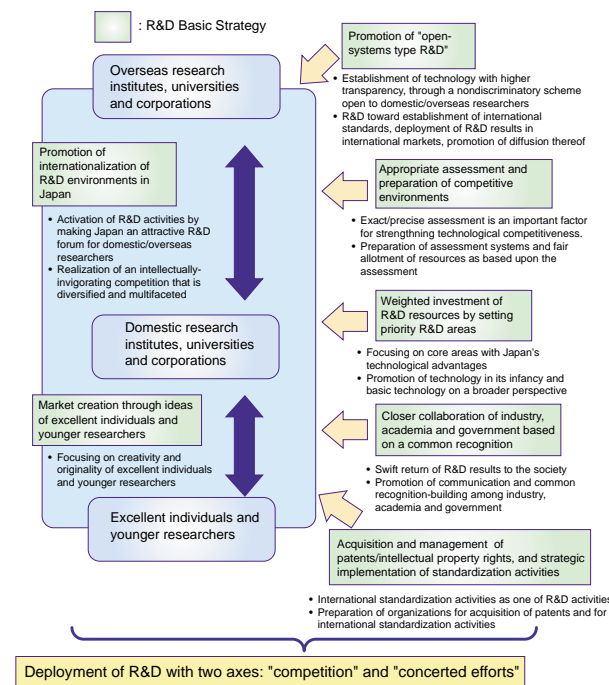 : R&D Basic Strategy
Overseas research
institutes, universities
and corporations
Promotion of "open-
systems type R&D"
• Establishment of technology with higher
transparency, through a nondiscriminatory scheme
open to domestic/overseas researchers
• R&D toward establishment of international
standards, deployment of R&D results in
international markets, promotion of diffusion thereof
Promotion of
internationalization of
R&D environments in
Japan
• Activation of R&D activities by
making Japan an attractive R&D
forum for domestic/overseas
researchers
• Realization of an intellectually-
invigorating competition that is
diversified and multifaceted
Appropriate assessment and
preparation of competitive
environments
• Exact/precise assessment is an important factor
for strengthning technological competitiveness.
• Preparation of assessment systems and fair
allotment of resources as based upon the
assessment
Domestic research
institutes, universities
and corporations
Weighted investment of
R&D resources by setting
priority R&D areas
• Focusing on core areas with Japan's
technological advantages
• Promotion of technology in its infancy and
basic technology on a broader perspective
Market creation through ideas
of excellent individuals and
younger researchers
• Focusing on creativity and
originality of excellent individuals
and younger researchers
Closer collaboration of industry,
academia and government based
on a common recognition
• Swift return of R&D results to the society
• Promotion of communication and common
recognition-building among industry,
academia and government
Excellent individuals and
younger researchers
Acquisition and management of
patents/intellectual property rights, and strategic
implementation of standardization activities
• International standardization activities as one of R&D activities
• Preparation of organizations for acquisition of patents and for
international standardization activities
Deployment of R&D with two axes: "competition" and "concerted efforts"